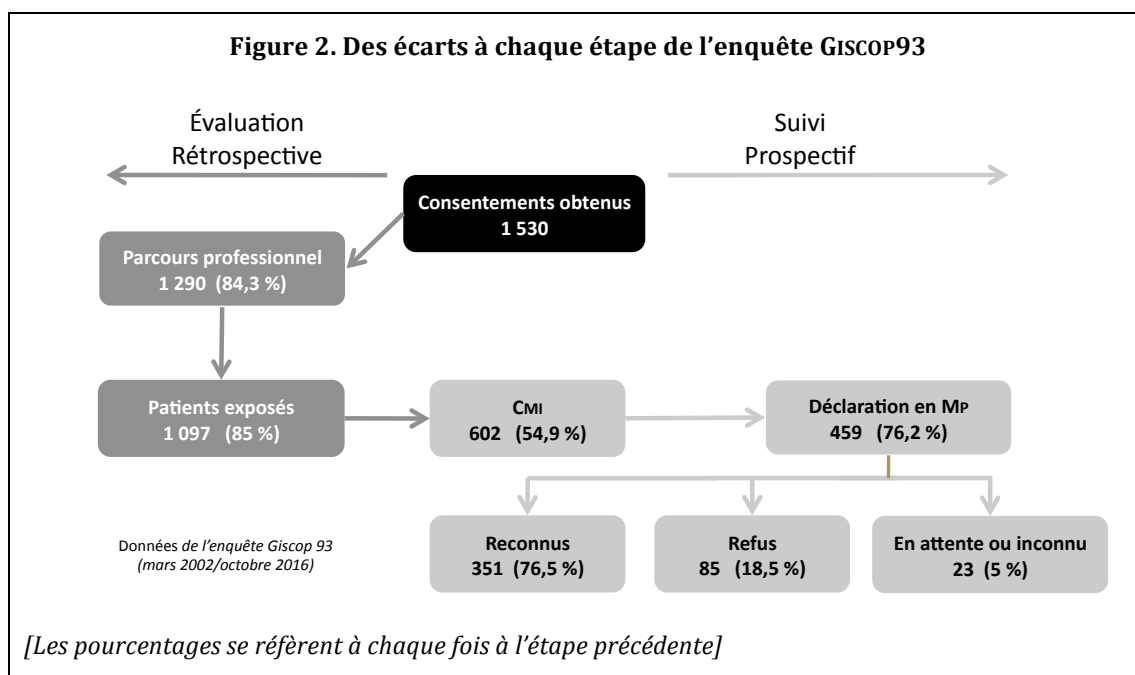 Figure 2. Des écarts à chaque étape de l’enquête GISCOP93
Évaluation
Rétrospective
Suivi
Prospectif
Consentements obtenus
1 530
Parcours professionnel
1 290 (84,3 %)
Patients exposés
1 097 (85 %)
CMI
602 (54,9 %)
Déclaration en MP
459 (76,2 %)
Reconnus
351 (76,5 %)
Refus
85 (18,5 %)
En attente ou inconnu
23 (5 %)
Données de l’enquête Giscop 93
(mars 2002/octobre 2016)
[Les pourcentages se réfèrent à chaque fois à l’étape précédente]